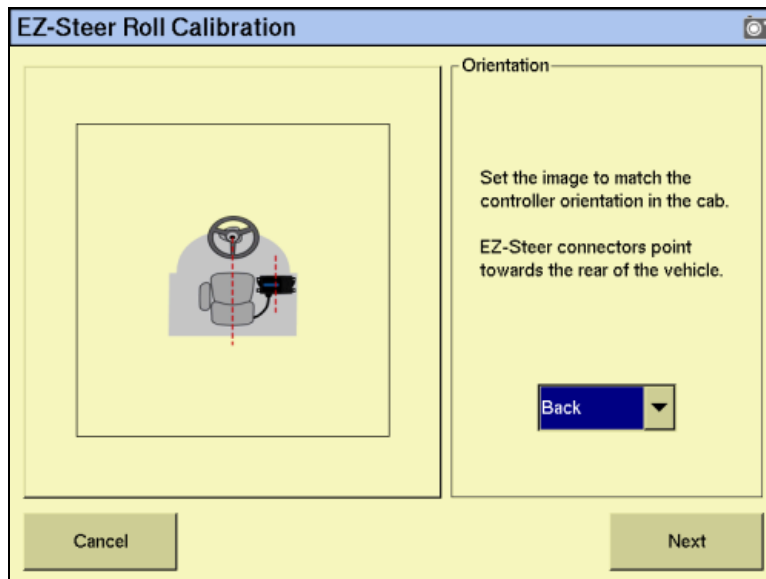 EZ-Steer Roll Calibration
Orientation
Set the image to match the
controller orientation in the cab.
EZ-Steer connectors point
towards the rear of the vehicle.
Back
Cancel
Next